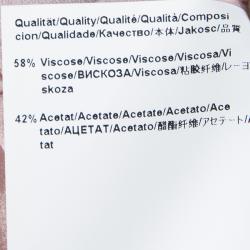 Qualität/Quality/Qualité/Qualità/Composi
cion/Qualidade/Качество/本体/Jakosc/品質
58% Viscose/Viscose/Viscose/Viscosa/Vi
scose/ВИСКОЗА/Viscosa/粘胶纤维/レーヨ
skoza
42% Acetat/Acetate/Acetate/Acetato/Ace
tato/АЦЕТАТ/Acetato/醋酯纤维/アセテート/A
tat